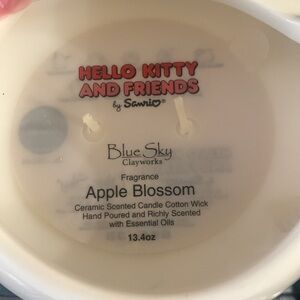 HELLO KITTY
AND FRIENDS
by Sanrio®
Blue Sky
Clayworks
Fragrance
Apple Blossom
Ceramic Scented Candle Cotton Wick
Hand Poured and Richly Scented
with Essential Oils
13.4oz